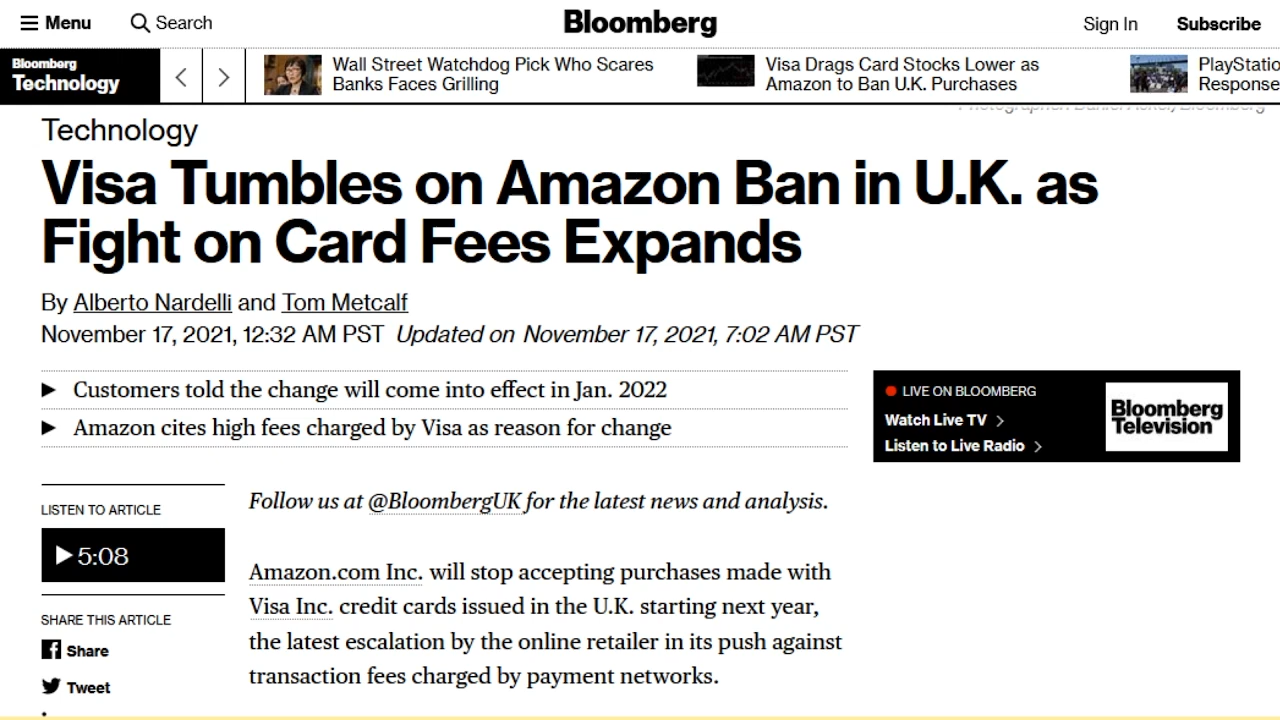 Menu
Search
Bloomberg
Sign In
Subscribe
Bloomberg
Technology
Wall Street Watchdog Pick Who Scares
Banks Faces Grilling
Visa Drags Card Stocks Lower as
Amazon to Ban U.K. Purchases
PlayStatio
Response
Technology
Visa Tumbles on Amazon Ban in U.K. as
Fight on Card Fees Expands
By Alberto Nardelli and Tom Metcalf
November 17, 2021, 12:32 AM PST Updated on November 17, 2021, 7:02 AM PST
Customers told the change will come into effect in Jan. 2022
Amazon cites high fees charged by Visa as reason for change
LIVE ON BLOOMBERG
Watch Live TV
Listen to Live Radio
Bloomberg
Television
LISTEN TO ARTICLE
5:08
SHARE THIS ARTICLE
Share
Tweet
Follow us at @BloombergUK for the latest news and analysis.
Amazon.com Inc. will stop accepting purchases made with
Visa Inc. credit cards issued in the U.K. starting next year,
the latest escalation by the online retailer in its push against
transaction fees charged by payment networks.